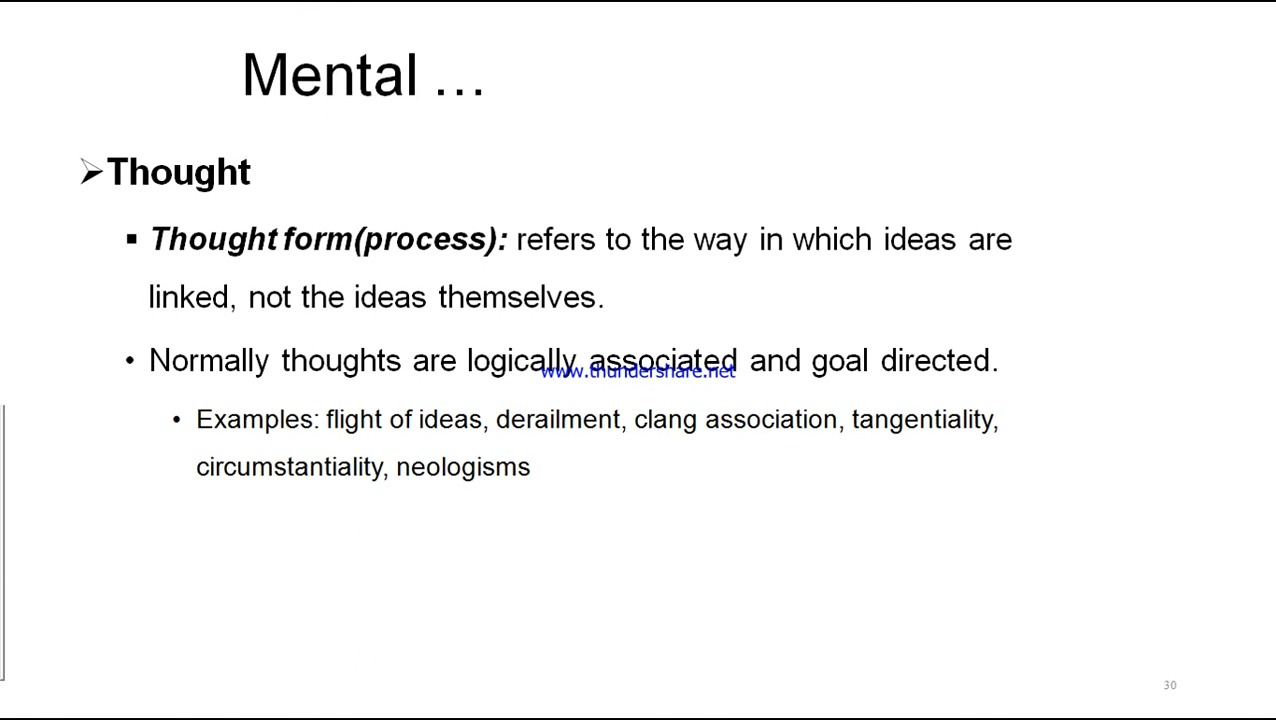 Mental …
Thought
Thought form(process): refers to the way in which ideas are
linked, not the ideas themselves.
• Normally thoughts are logically associated and goal directed.
www.thundershare.net
• Examples: flight of ideas, derailment, clang association, tangentiality,
circumstantiality, neologisms
30